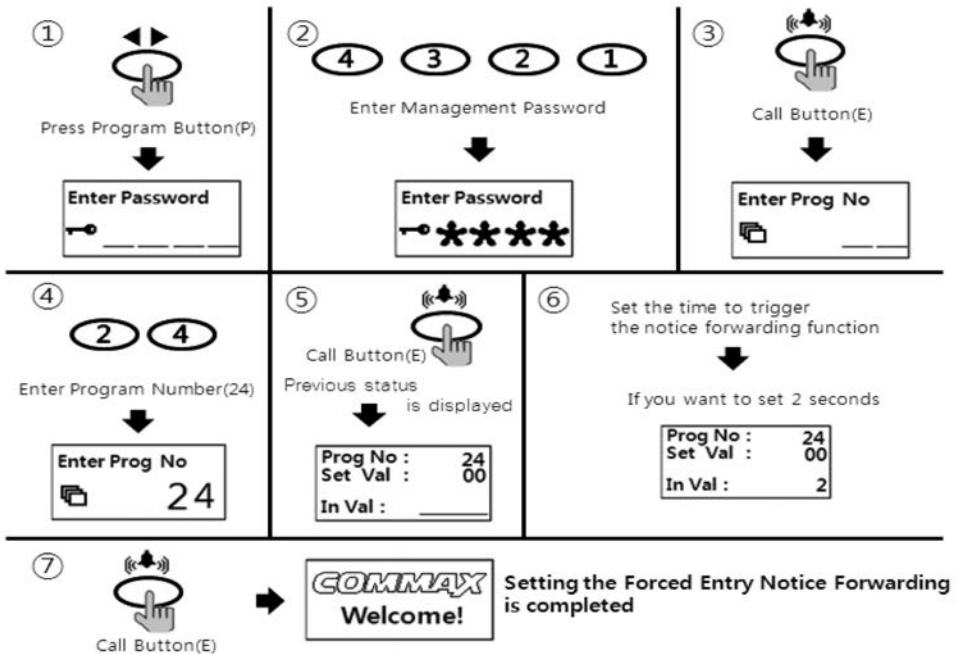 ①
Press Program Button(P)
Enter Password
②
4 3 2 1
Enter Management Password
Enter Password
③
Call Button(E)
Enter Prog No
④
2 4
Enter Program Number(24)
Enter Prog No
24
⑤
Call Button(E)
Previous status
is displayed
Prog No : 24
Set Val : 00
In Val :
⑥
Set the time to trigger
the notice forwarding function
If you want to set 2 seconds
Prog No : 24
Set Val : 00
In Val : 2
⑦
Call Button(E)
COMMAX
Welcome!
Setting the Forced Entry Notice Forwarding
is completed